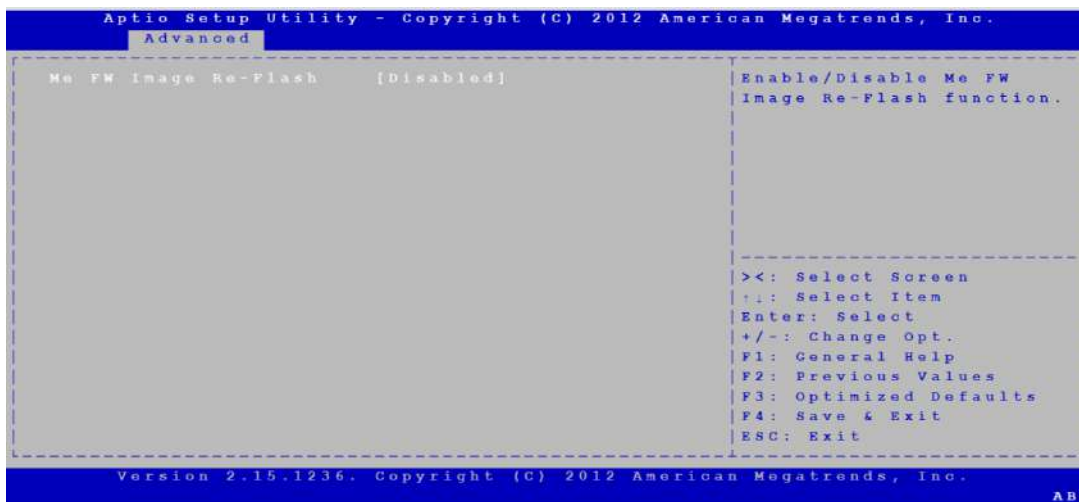 Aptio Setup Utility - Copyright (C) 2012 American Megatrends, Inc.
Advanced
Me FW Image Re-Flash [Disabled]
Enable/Disable Me FW
Image Re-Flash function.
><: Select Screen
↑↓: Select Item
Enter: Select
+/-: Change Opt.
F1: General Help
F2: Previous Values
F3: Optimized Defaults
F4: Save & Exit
ESC: Exit
Version 2.15.1236. Copyright (C) 2012 American Megatrends, Inc.
AB